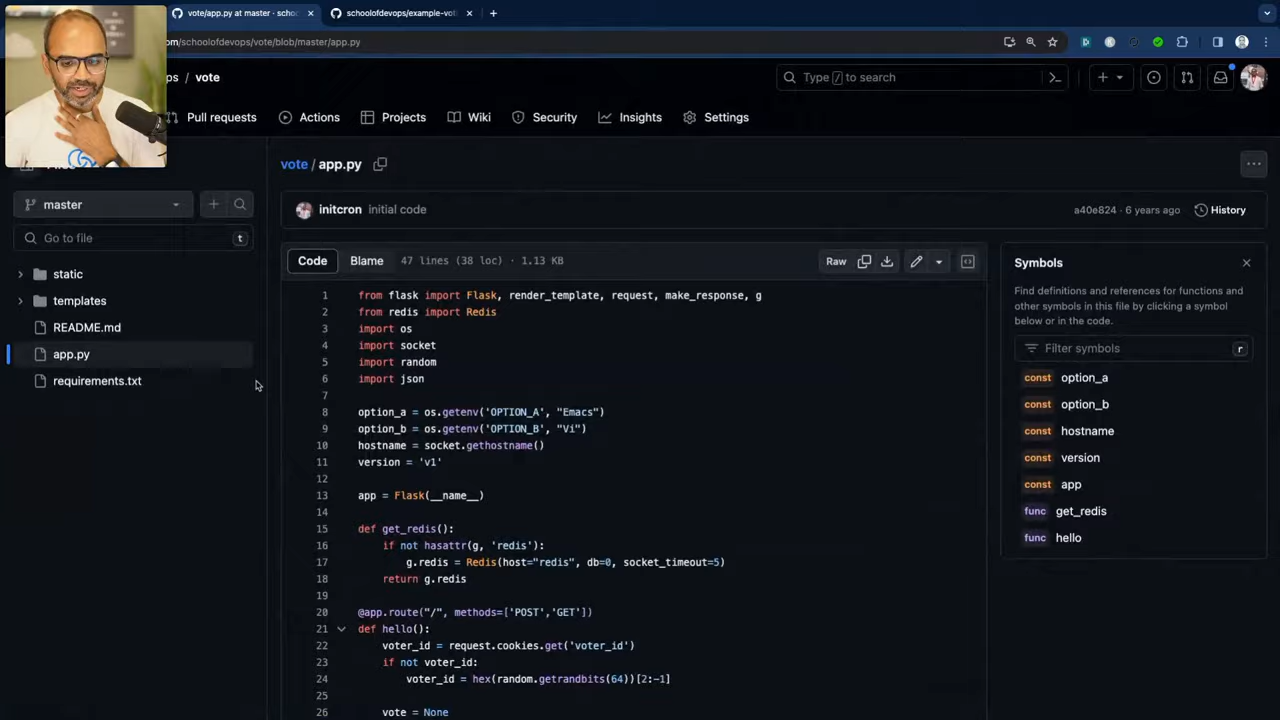 vote/app.py at master · schoo
schoolofdevops/example-vot
om/schoolofdevops/vote/blob/master/app.py
ps / vote
Type / to search
Pull requests
Actions
Projects
Wiki
Security
Insights
Settings
vote / app.py
master
initcron initial code
a40e824 · 6 years ago
History
Go to file
t
Code
Blame
47 lines (38 loc) · 1.13 KB
Raw
static
templates
README.md
app.py
requirements.txt
1 from flask import Flask, render_template, request, make_response, g
2 from redis import Redis
3 import os
4 import socket
5 import random
6 import json
7
8 option_a = os.getenv('OPTION_A', "Emacs")
9 option_b = os.getenv('OPTION_B', "Vi")
10 hostname = socket.gethostname()
11 version = 'v1'
12
13 app = Flask(__name__)
14
15 def get_redis():
16 if not hasattr(g, 'redis'):
17 g.redis = Redis(host="redis", db=0, socket_timeout=5)
18 return g.redis
19
20 @app.route("/", methods=['POST','GET'])
21 def hello():
22 voter_id = request.cookies.get('voter_id')
23 if not voter_id:
24 voter_id = hex(random.getrandbits(64))[2:-1]
25
26 vote = None
Symbols
Find definitions and references for functions and
other symbols in this file by clicking a symbol
below or in the code.
Filter symbols
r
const option_a
const option_b
const hostname
const version
const app
func get_redis
func hello